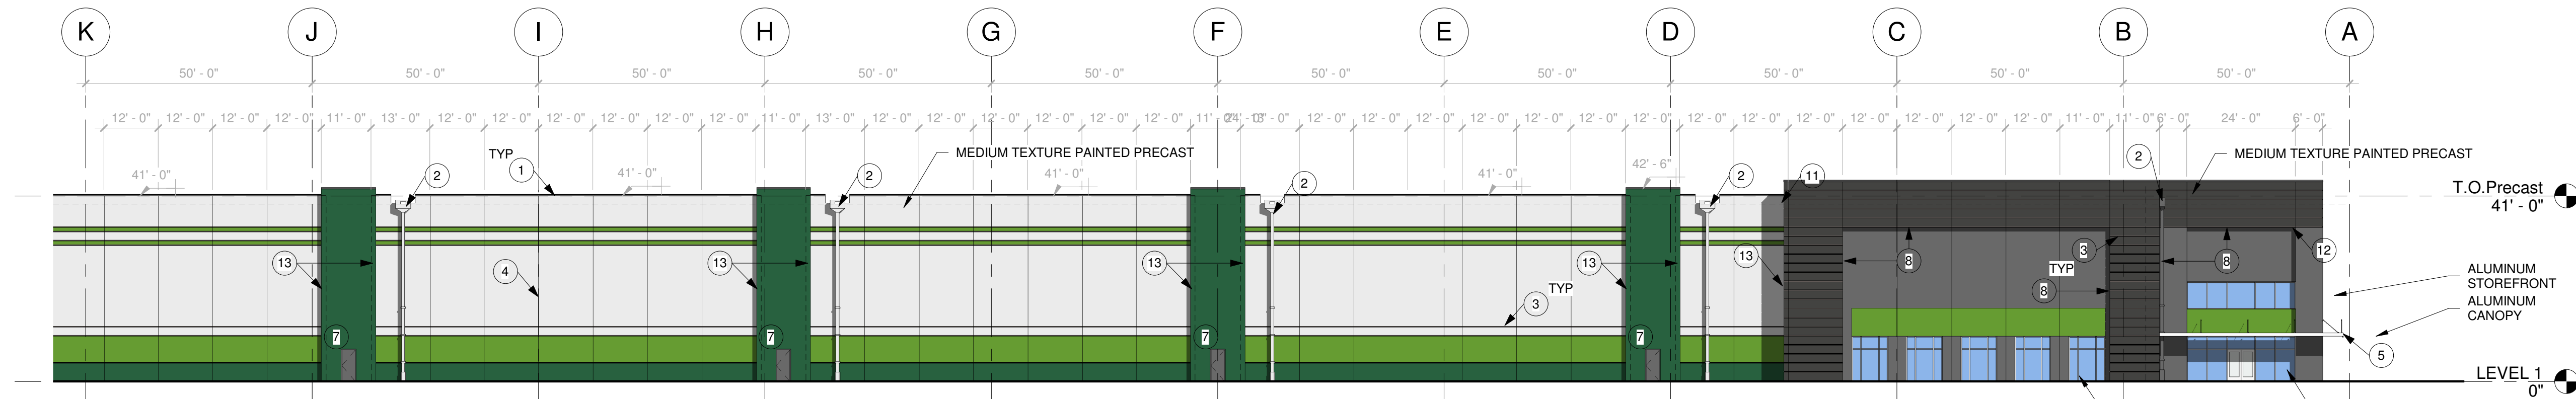 K J I H G F E D C B A
50' - 0" 50' - 0" 50' - 0" 50' - 0" 50' - 0" 50' - 0" 50' - 0" 50' - 0" 50' - 0" 50' - 0"
12' - 0" 12' - 0" 12' - 0" 12' - 0" 11' - 0" 13' - 0" 12' - 0" 12' - 0" 12' - 0" 12' - 0" 12' - 0" 12' - 0" 11' - 0" 13' - 0" 12' - 0" 12' - 0" 12' - 0" 12' - 0" 12' - 0" 12' - 0" 11' - 12' - 0" 12' - 0" 12' - 0" 12' - 0" 12' - 0" 12' - 0" 12' - 0" 12' - 0" 12' - 0" 12' - 0" 12' - 0" 12' - 0" 12' - 0" 12' - 0" 11' - 0" 11' - 0" 6' - 0" 24' - 0" 6' - 0"
TYP MEDIUM TEXTURE PAINTED PRECAST 2 MEDIUM TEXTURE PAINTED PRECAST
41' - 0" 1 41' - 0" 41' - 0" 41' - 0" 42' - 6"
2 2 2 2 11
T.O.Precast
41' - 0"
13 4 13 13 13 13 8 3 8 12
TYP
8
ALUMINUM
STOREFRONT
TYP
3
ALUMINUM
CANOPY
7 7 7 7
5
LEVEL 1
0"